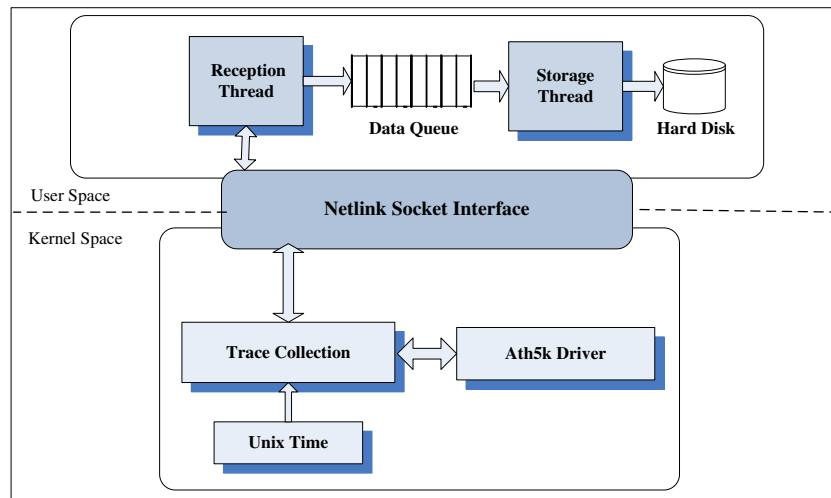 Reception
Thread
Data Queue
Storage
Thread
Hard Disk
User Space
Netlink Socket Interface
Kernel Space
Trace Collection
Ath5k Driver
Unix Time